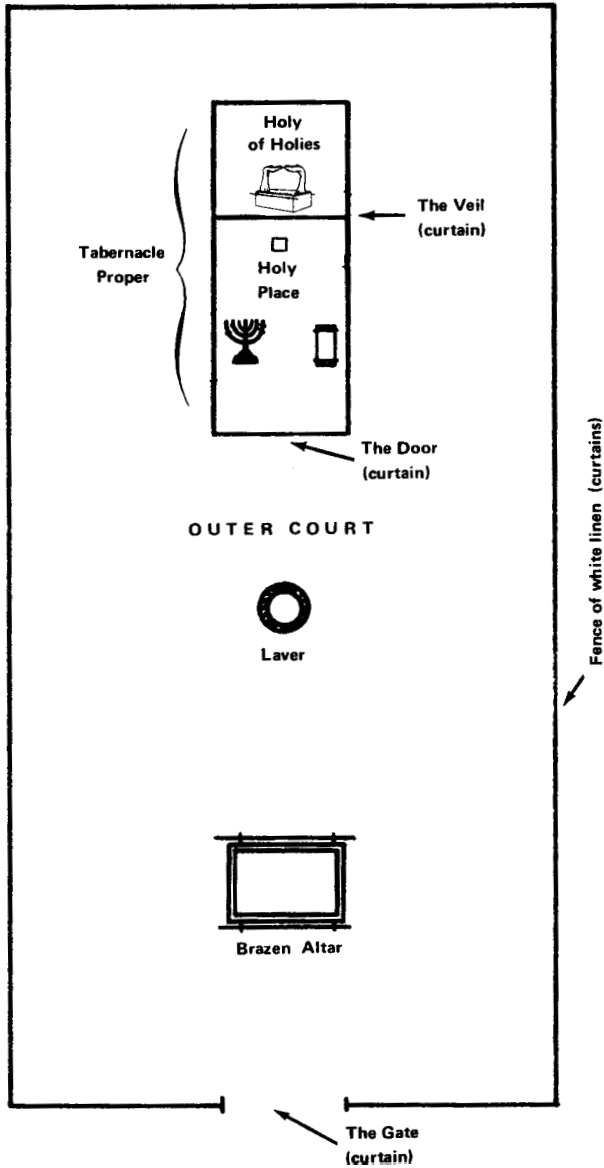 Holy
of Holies
The Veil
(curtain)
Tabernacle
Proper
Holy
Place
The Door
(curtain)
Fence of white linen (curtains)
OUTER COURT
Laver
Brazen Altar
The Gate
(curtain)